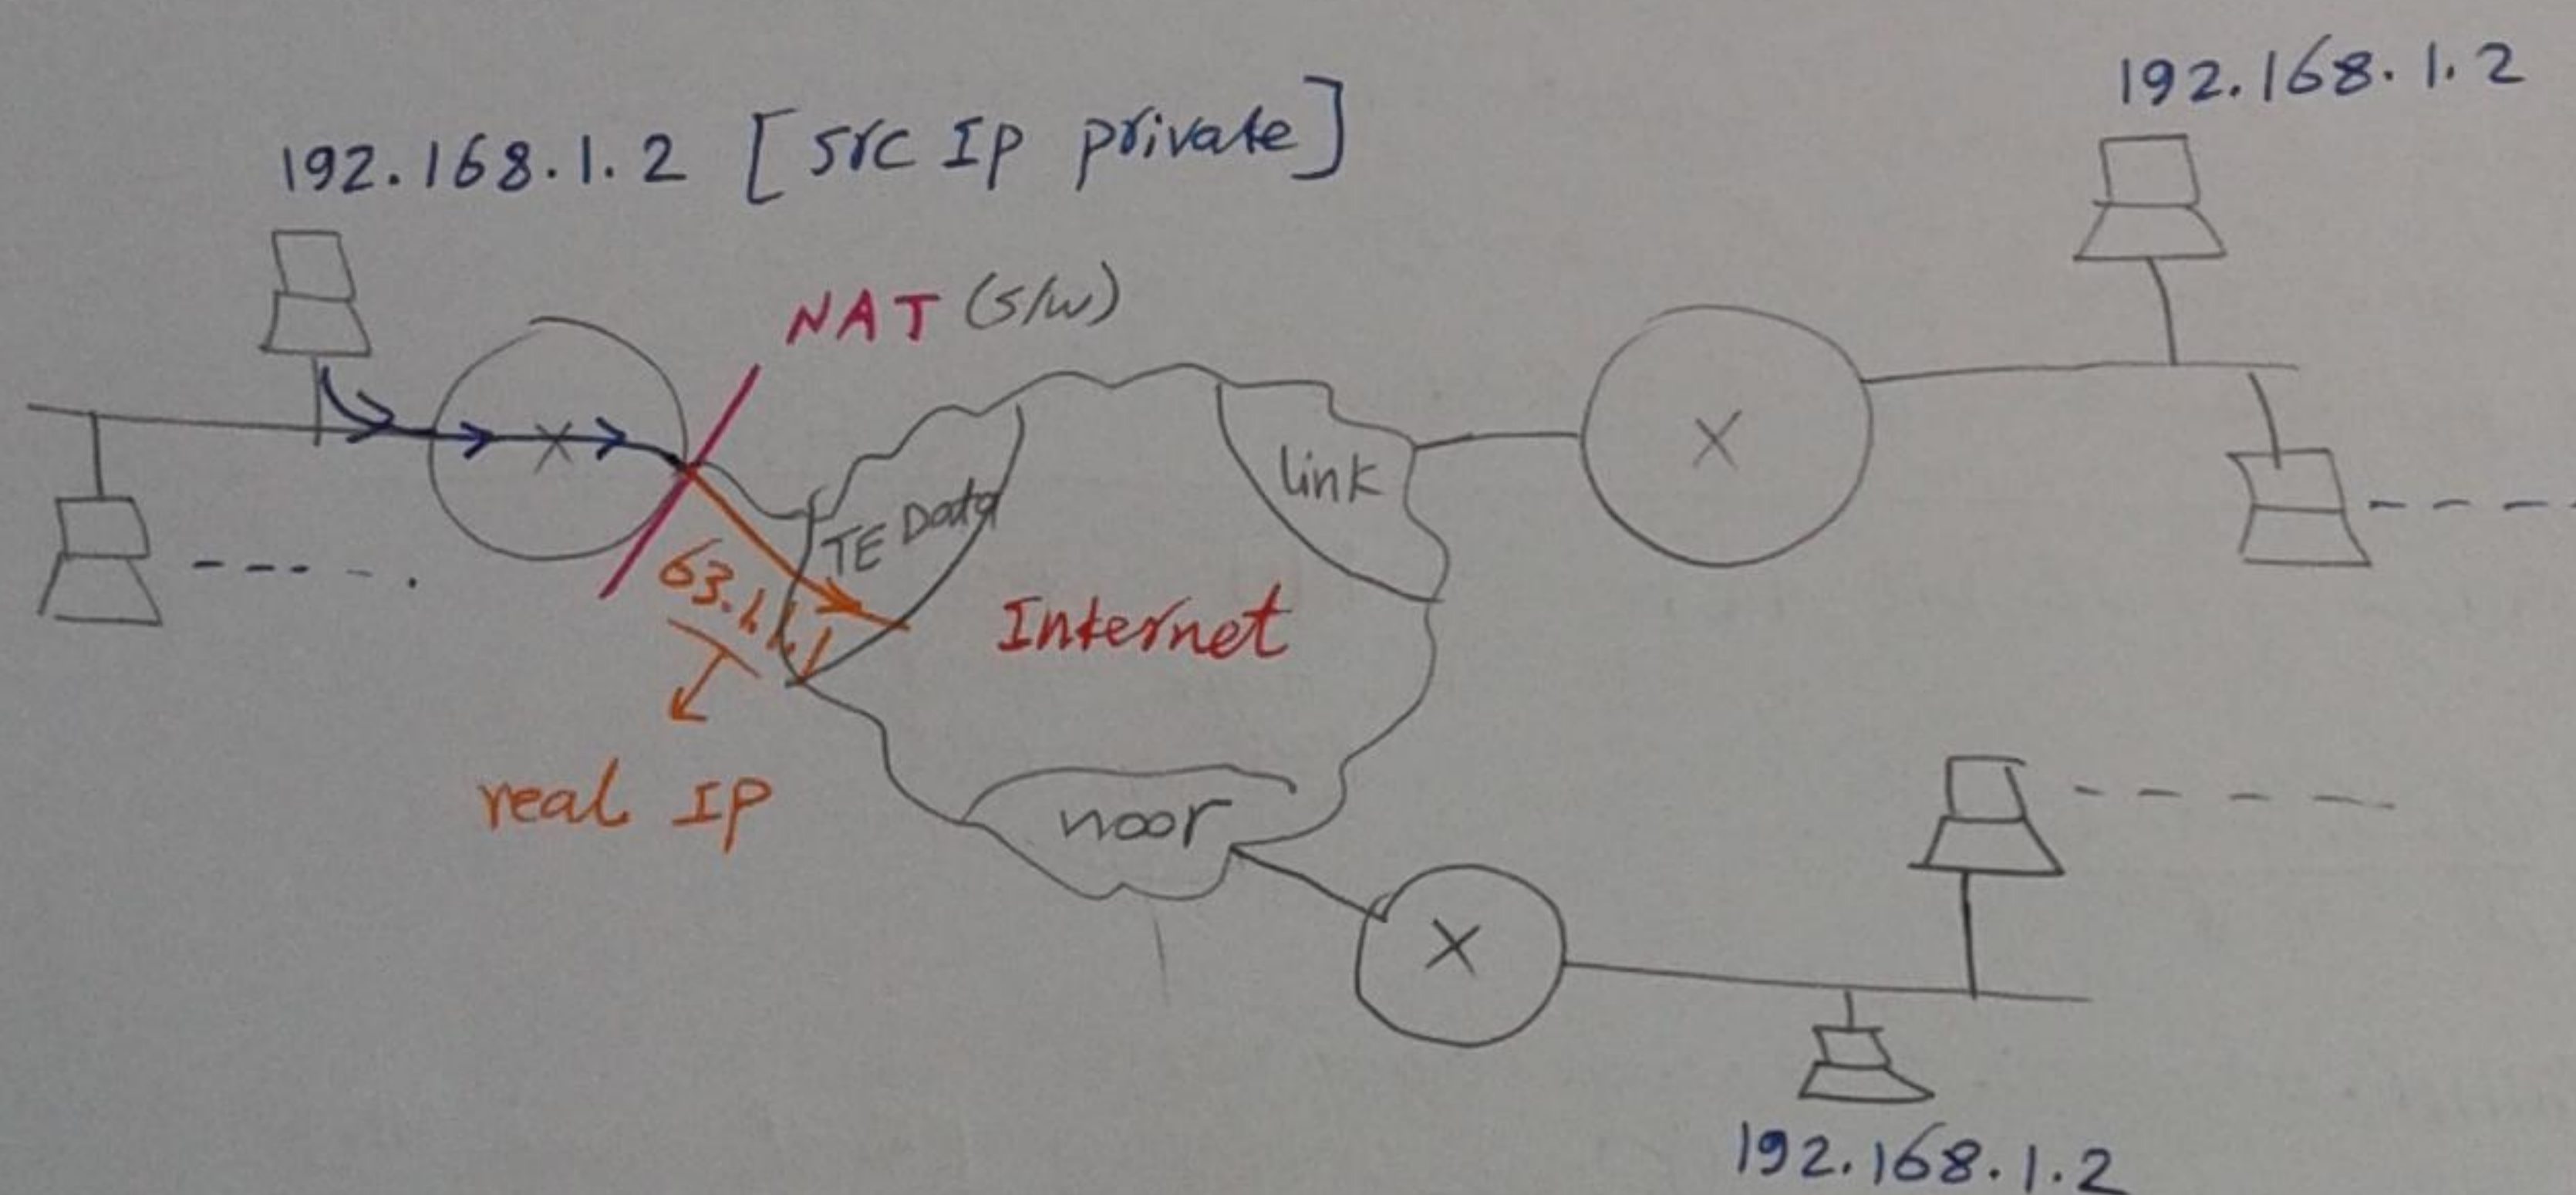 192.168.1.2
192.168.1.2 [src Ip private]
NAT (s/w)
link
TE Data
63.1.1.1
Internet
real IP
noor
192.168.1.2